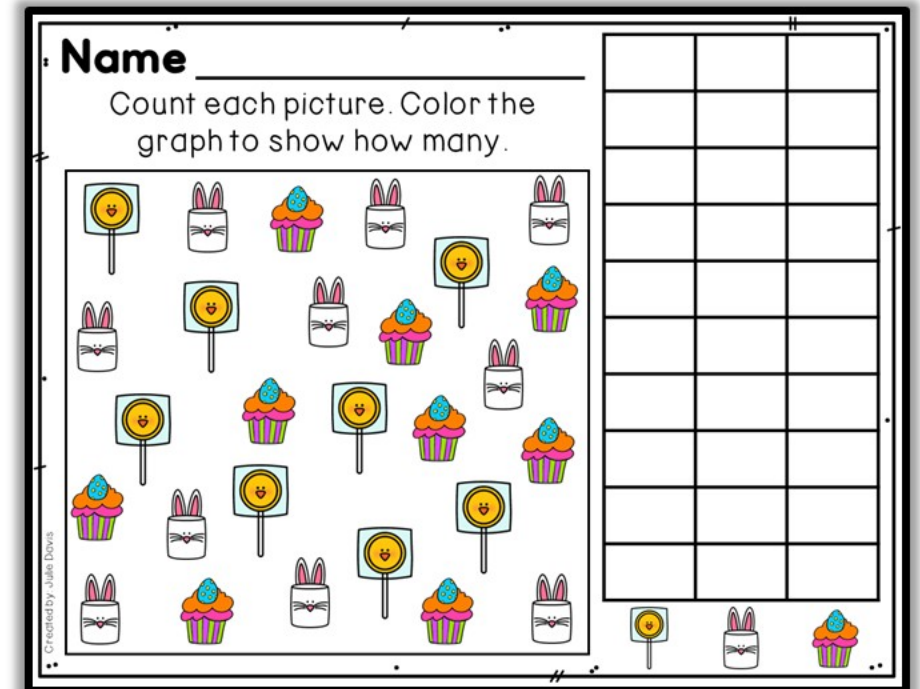 Name
Count each picture. Color the
graph to show how many.
Created by Julie Davis